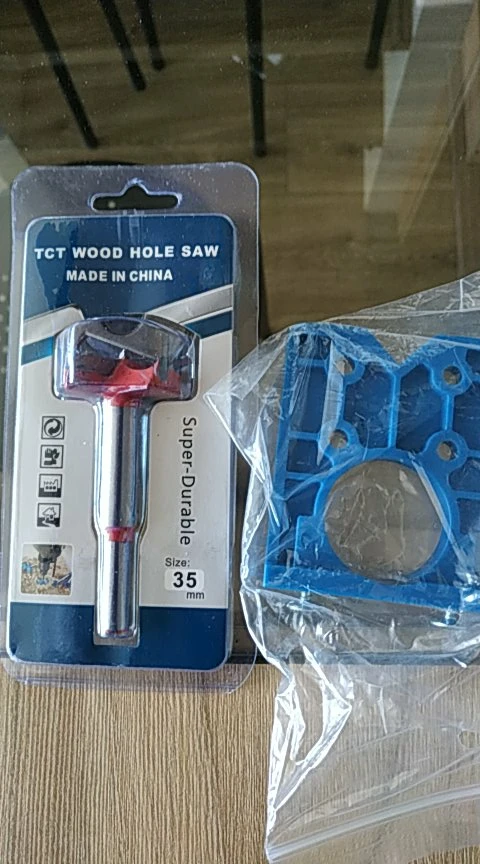 TCT WOOD HOLE SAW
MADE IN CHINA
Super-Durable
Size:
35
mm